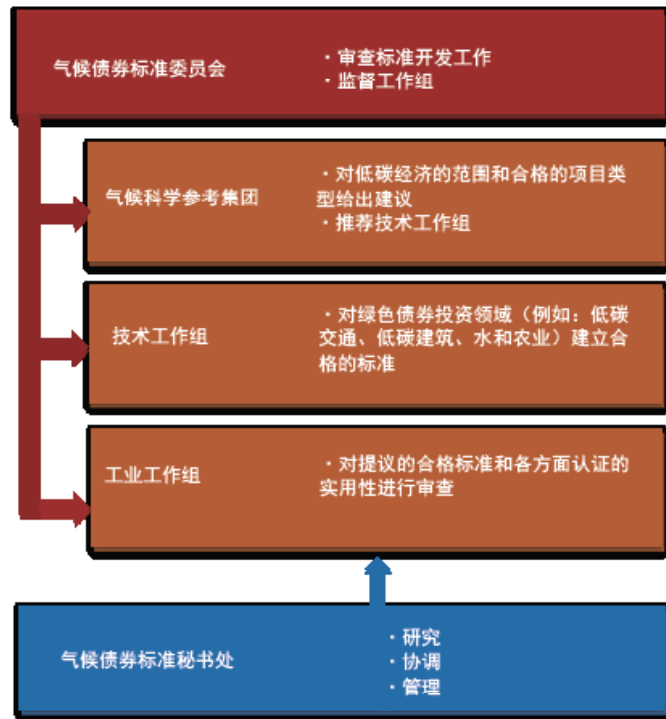 气候债券标准委员会
· 审查标准开发工作
· 监督工作组
气候科学参考集团
· 对低碳经济的范围和合格的项目类
型给出建议
· 推荐技术工作组
技术工作组
· 对绿色债券投资领域（例如：低碳
交通、低碳建筑、水和农业）建立合
格的标准
工业工作组
· 对提议的合格标准和各方面认证的
实用性进行审查
气候债券标准秘书处
· 研究
· 协调
· 管理